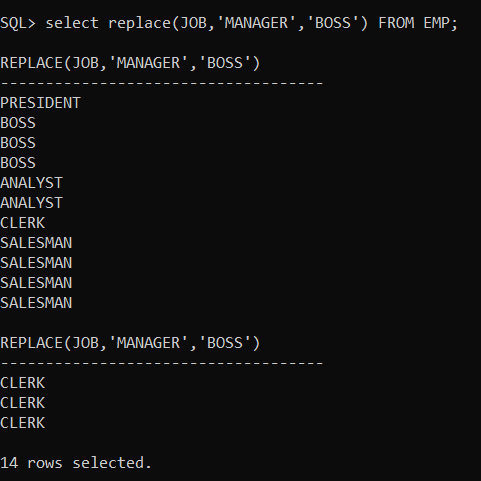 SQL> select replace(JOB,'MANAGER','BOSS') FROM EMP;
REPLACE(JOB,'MANAGER','BOSS')
------------------------------------
PRESIDENT
BOSS
BOSS
BOSS
ANALYST
ANALYST
CLERK
SALESMAN
SALESMAN
SALESMAN
SALESMAN
REPLACE(JOB,'MANAGER','BOSS')
------------------------------------
CLERK
CLERK
CLERK
14 rows selected.